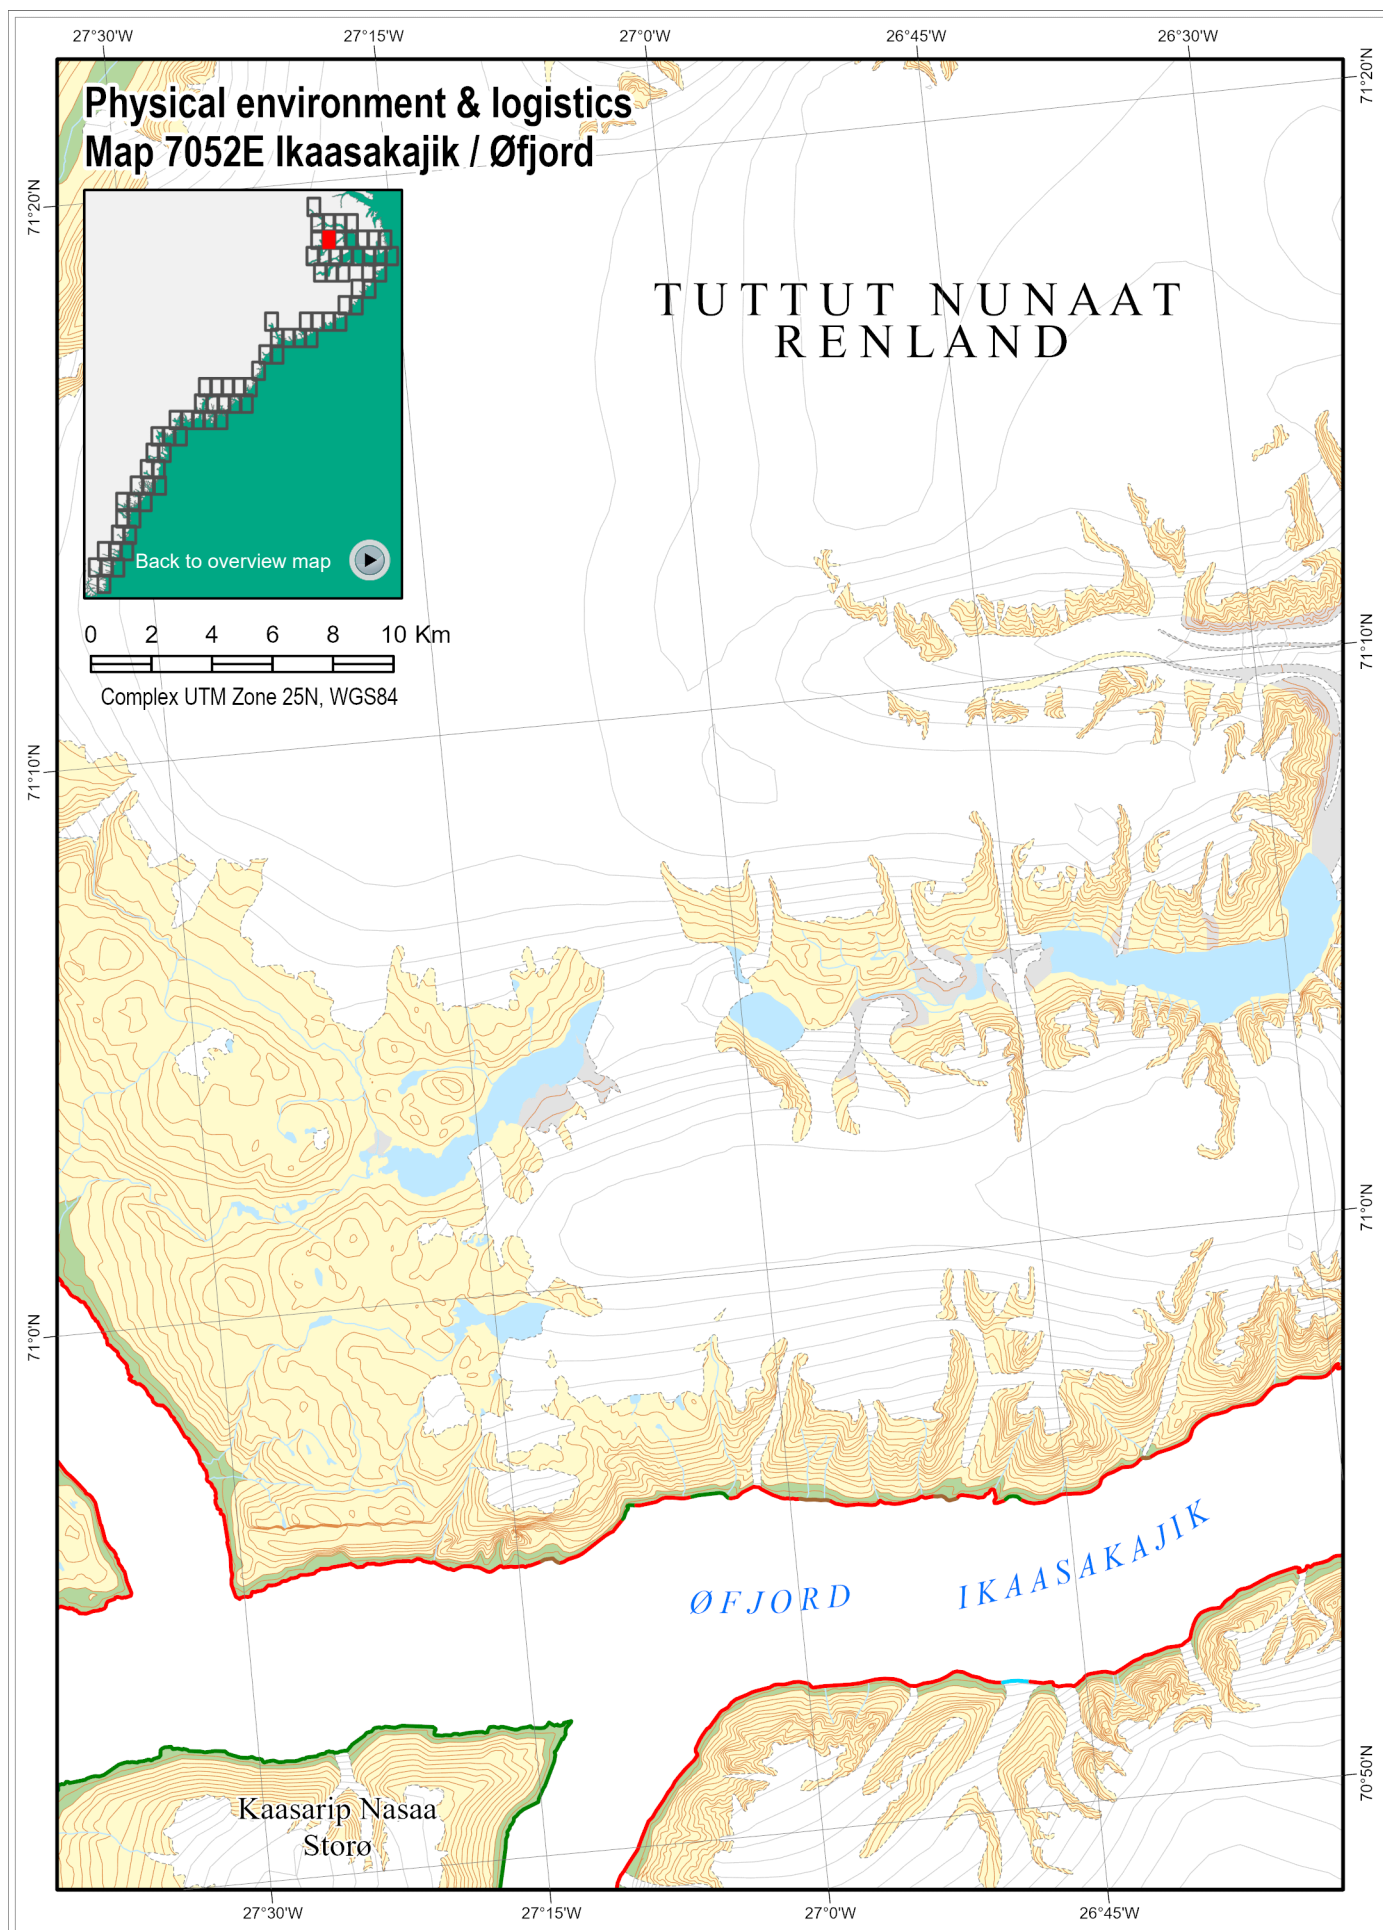 27°30'W 27°15'W 27°0'W 26°45'W 26°30'W
71°20'N
Physical environment & logistics
Map 7052E Ikaasakajik / Øfjord
71°20'N
TUTTUT NUNAAT
RENLAND
Back to overview map
0 2 4 6 8 10 Km
Complex UTM Zone 25N, WGS84
71°10'N
71°10'N
71°0'N
71°0'N
ØFJORD IKAASAKAJIK
70°50'N
Kaasarip Nasaa
Storø
27°30'W 27°15'W 27°0'W 26°45'W